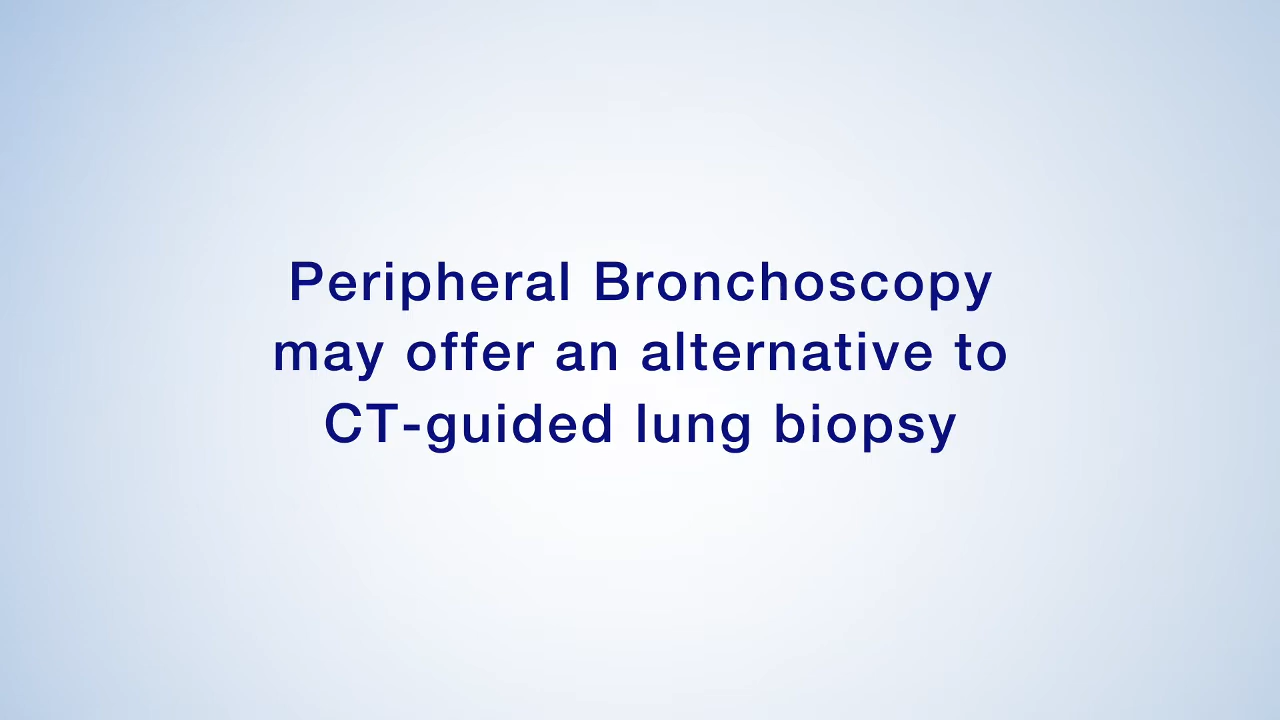 Peripheral Bronchoscopy
may offer an alternative to
CT-guided lung biopsy